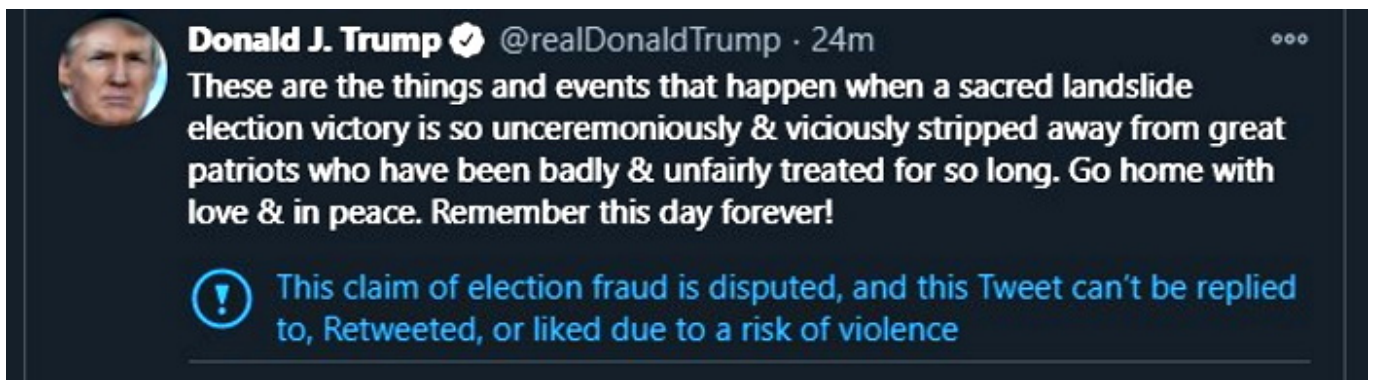 Donald J. Trump @realDonaldTrump · 24m
These are the things and events that happen when a sacred landslide
election victory is so unceremoniously & viciously stripped away from great
patriots who have been badly & unfairly treated for so long. Go home with
love & in peace. Remember this day forever!
This claim of election fraud is disputed, and this Tweet can't be replied
to, Retweeted, or liked due to a risk of violence